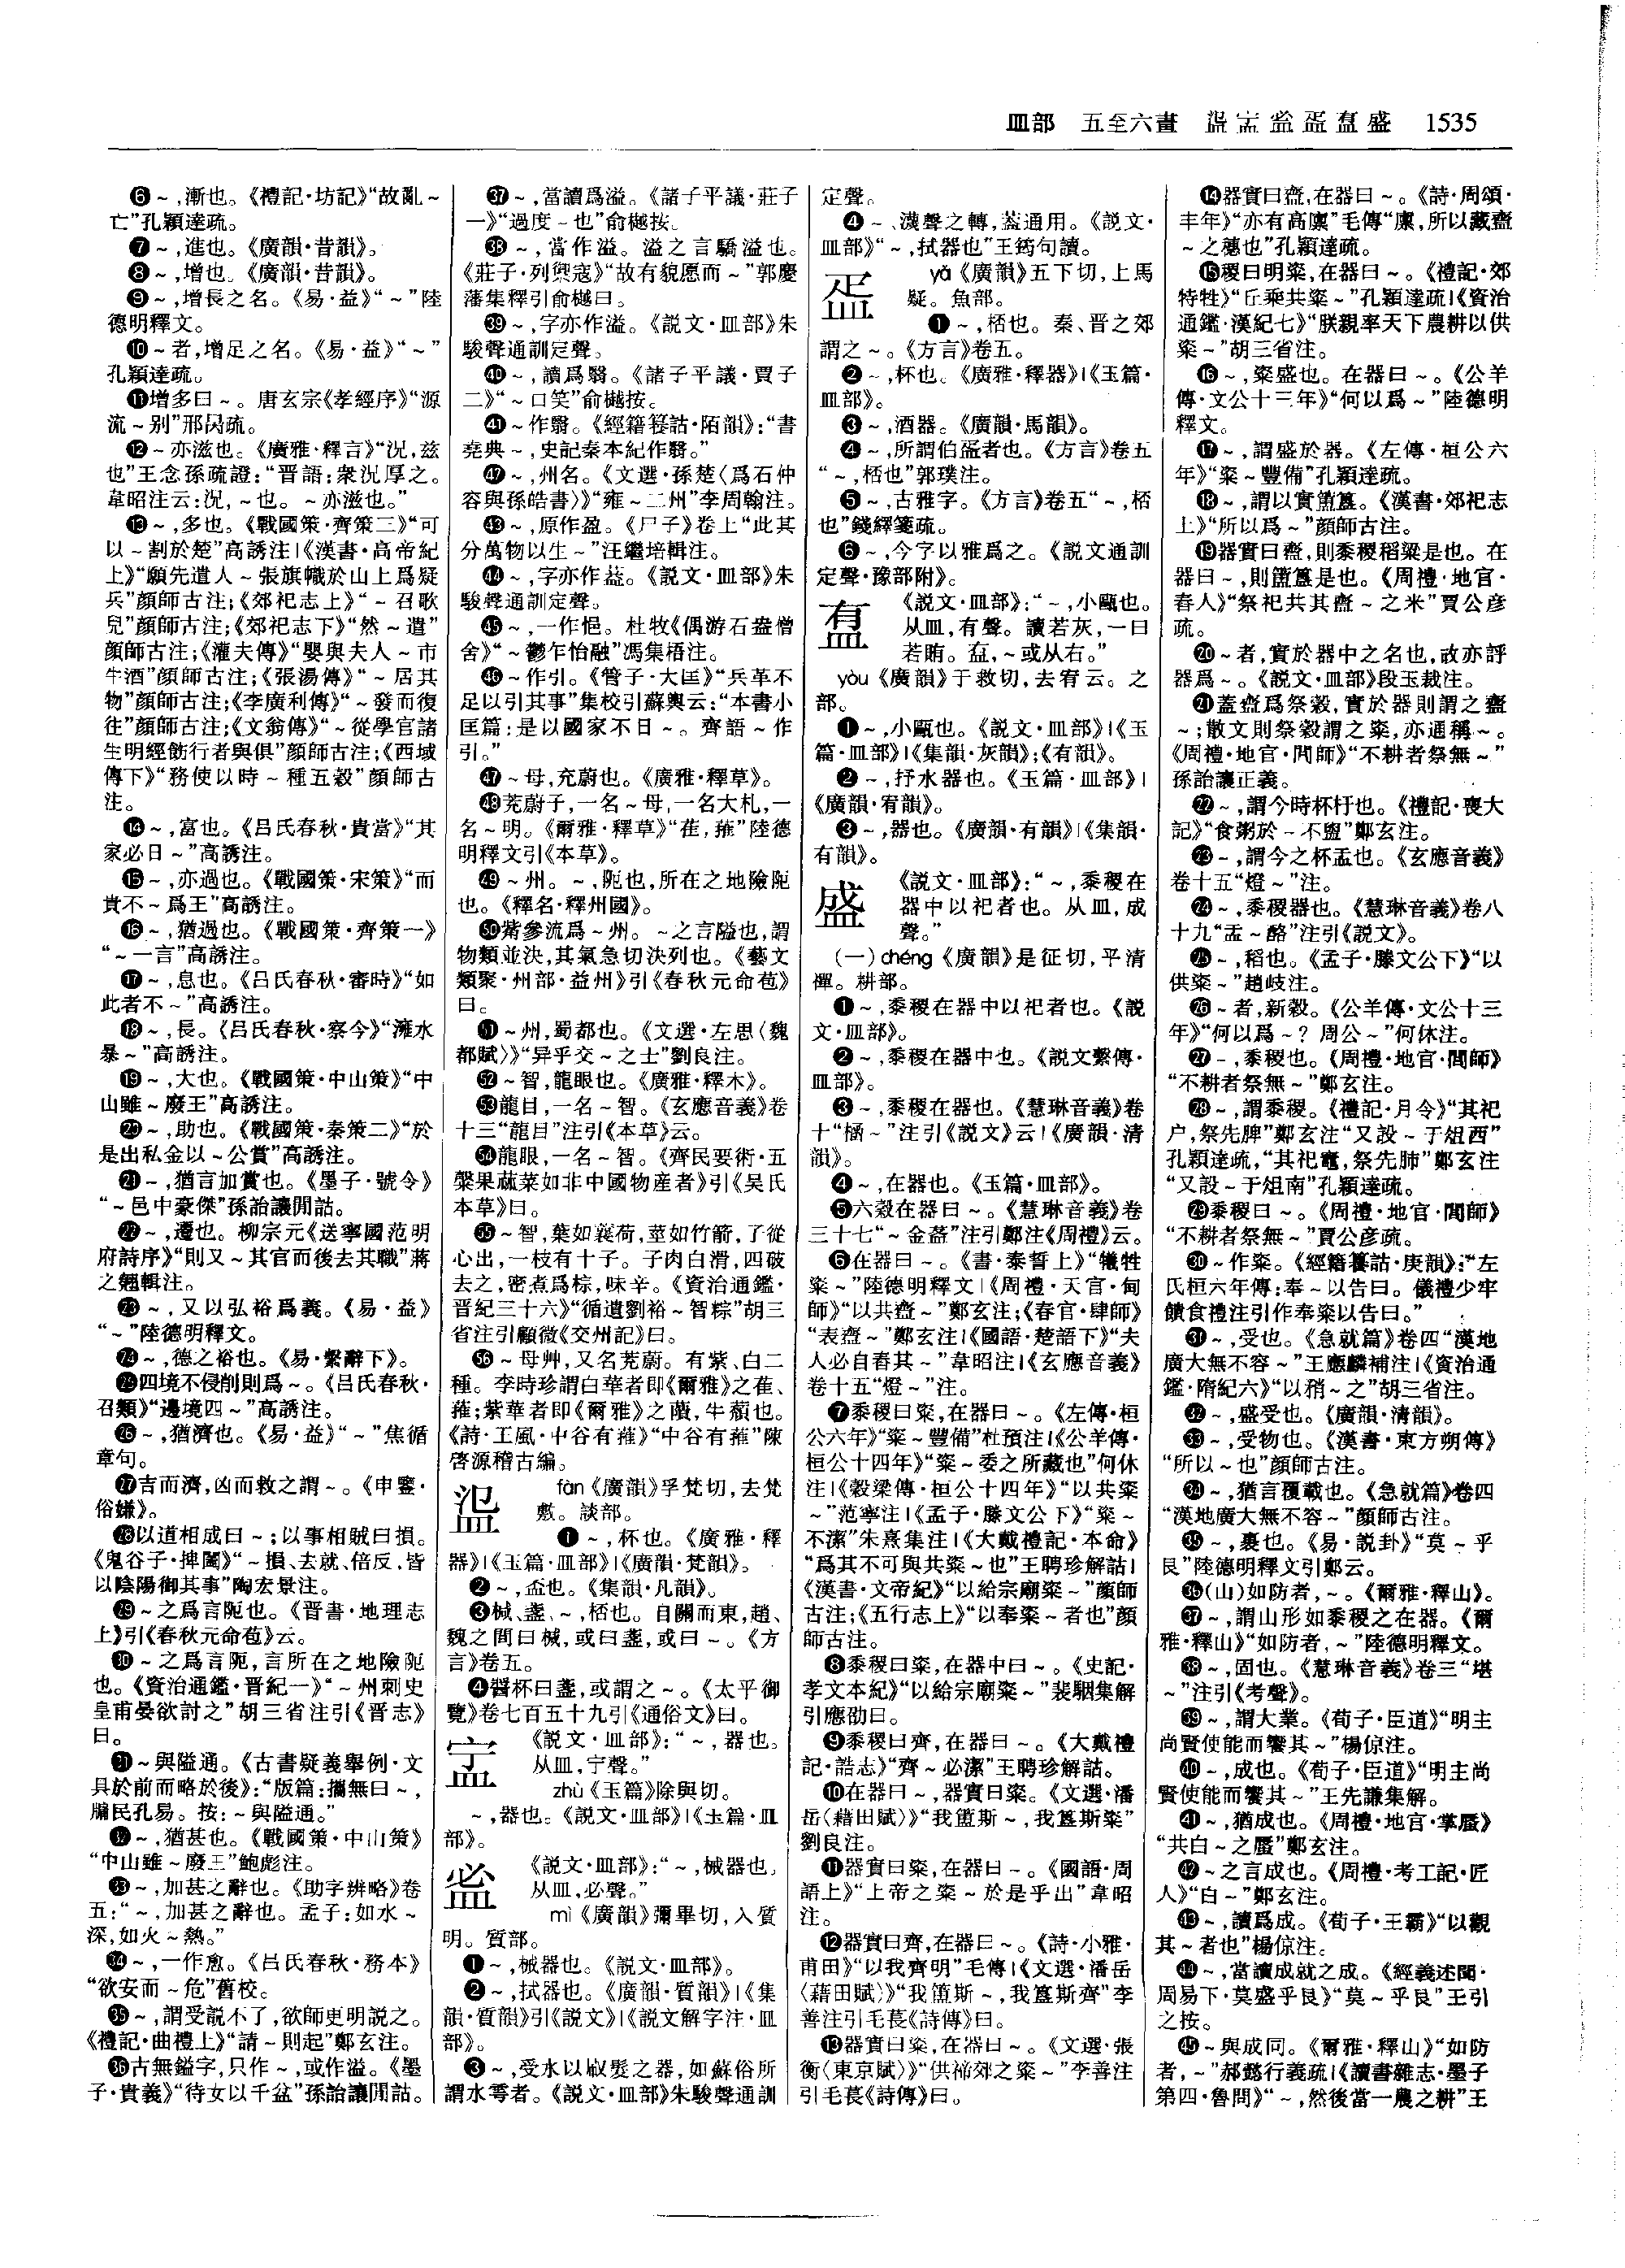 皿部　五至六畫　㿽㿾㿿盃盍盛　1535
❻～,漸也。《禮記·坊記》“故亂～
亡”孔穎達疏。
❼～,進也。《廣韻·昔韻》。
❽～,增也。《廣韻·昔韻》。
❾～,增長之名。《易·益》“～”陸
德明釋文。
❿～者,增足之名。《易·益》“～”
孔穎達疏。
⓫增多曰～。唐玄宗《孝經序》“源
流～別”邢昺疏。
⓬～亦滋也。《廣雅·釋言》“況,兹
也”王念孫疏證:“晋語:衆況厚之。
韋昭注云:況,～也。～亦滋也。”
⓭～,多也。《戰國策·齊策二》“可
以～割於楚”高誘注|《漢書·高帝紀
上》“願先遣人～張旗幟於山上爲疑
兵”顔師古注;《郊祀志上》“～召歌
兒”顔師古注;《郊祀志下》“然～遣”
顔師古注;《灌夫傳》“嬰與夫人～市
牛酒”顔師古注;《張湯傳》“～居其
物”顔師古注;《李廣利傳》“～發而復
往”顔師古注;《文翁傳》“～從學官諸
生明經飭行者與俱”顔師古注;《西域
傳下》“務使以時～種五穀”顔師古
注。
⓮～,富也。《吕氏春秋·貴當》“其
家必日～”高誘注。
⓯～,亦過也。《戰國策·宋策》“而
貴不～爲王”高誘注。
⓰～,猶過也。《戰國策·齊策一》
“～一言”高誘注。
⓱～,息也。《吕氏春秋·審時》“如
此者不～”高誘注。
⓲～,長。《吕氏春秋·察今》“澭水
暴～”高誘注。
⓳～,大也。《戰國策·中山策》“中
山雖～廢王”高誘注。
⓴～,助也。《戰國策·秦策二》“於
是出私金以～公賞”高誘注。
㉑～,猶言加賞也。《墨子·號令》
“～邑中豪傑”孫詒讓閒詁。
㉒～,遷也。柳宗元《送寧國范明
府詩序》“則又～其官而後去其職”蔣
之翹輯注。
㉓～,又以弘裕爲義。《易·益》
“～”陸德明釋文。
㉔～,德之裕也。《易·繫辭下》。
㉕四境不侵削則爲～。《吕氏春秋·
召類》“邊境四～”高誘注。
㉖～,猶濟也。《易·益》“～”焦循
章句。
㉗吉而濟,凶而救之謂～。《申鑒·
俗嫌》。
㉘以道相成曰～;以事相賊曰損。
《鬼谷子·捭闔》“～損、去就、倍反,皆
以陰陽御其事”陶宏景注。
㉙～之爲言阨也。《晋書·地理志
上》引《春秋元命苞》云。
㉚～之爲言阨,言所在之地險阨
也。《資治通鑑·晋紀一》“～州刺史
皇甫晏欲討之”胡三省注引《晋志》
曰。
㉛～與隘通。《古書疑義舉例·文
具於前而略於後》:“版篇:攜無曰～,
牖民孔易。按:～與隘通。”
㉜～,猶甚也。《戰國策·中山策》
“中山雖～廢王”鮑彪注。
㉝～,加甚之辭也。《助字辨略》卷
五:“～,加甚之辭也。孟子:如水～
深,如火～熱。”
㉞～,一作愈。《吕氏春秋·務本》
“欲安而～危”舊校。
㉟～,謂受説不了,欲師更明説之。
《禮記·曲禮上》“請～則起”鄭玄注。
㊱古無鎰字,只作～,或作溢。《墨
子·貴義》“待女以千盆”孫詒讓閒詁。
㊲～,當讀爲溢。《諸子平議·莊子
一》“過度～也”俞樾按。
㊳～,當作溢。溢之言驕溢也。
《莊子·列禦寇》“故有貌愿而～”郭慶
藩集釋引俞樾曰。
㊴～,字亦作溢。《説文·皿部》朱
駿聲通訓定聲。
㊵～,讀爲翳。《諸子平議·賈子
二》“～口笑”俞樾按。
㊶～作翳。《經籍籑詁·陌韻》:“書
堯典～,史記秦本紀作翳。”
㊷～,州名。《文選·孫楚〈爲石仲
容與孫皓書〉》“雍～二州”李周翰注。
㊸～,原作盈。《尸子》卷上“此其
分萬物以生～”汪繼培輯注。
㊹～,字亦作蒫。《説文·皿部》朱
駿聲通訓定聲。
㊺～,一作悒。杜牧《偶游石盎僧
舍》“～鬱乍怡融”馮集梧注。
㊻～作引。《管子·大匡》“兵革不
足以引其事”集校引蘇輿云:“本書小
匡篇:是以國家不日～。齊語～作
引。”
㊼～母,充蔚也。《廣雅·釋草》。
㊽茺蔚子,一名～母,一名大札,一
名～明。《爾雅·釋草》“萑,蓷”陸德
明釋文引《本草》。
㊾～州。～,阨也,所在之地險阨
也。《釋名·釋州國》。
㊿觜參流爲～州。～之言隘也,謂
物類並決,其氣急切決列也。《藝文
類聚·州部·益州》引《春秋元命苞》
曰。
51～州,蜀都也。《文選·左思〈魏
都賦〉》“异乎交～之士”劉良注。
52～智,龍眼也。《廣雅·釋木》。
53龍目,一名～智。《玄應音義》卷
十三“龍目”注引《本草》云。
54龍眼,一名～智。《齊民要術·五
槃果蓏菜茹非中國物産者》引《吴氏
本草》曰。
55～智,葉如蘘荷,莖如竹箭,子從
心出,一枝有十子。子肉白滑,四破
去之,密煮爲棕,味辛。《資治通鑑·
晋紀三十六》“循遺劉裕～智粽”胡三
省注引顧微《交州記》曰。
56～母艸,又名茺蔚。有紫、白二
種。李時珍謂白華者即《爾雅》之萑、
蓷;紫華者即《爾雅》之藬,牛蘈也。
《詩·王風·中谷有蓷》“中谷有蓷”陳
啓源稽古編。
fàn《廣韻》孚梵切,去梵
敷。談部。
❶～,杯也。《廣雅·釋
器》|《玉篇·皿部》|《廣韻·梵韻》。
❷～,盃也。《集韻·凡韻》。
❸椷、盞、～,桮也。自關而東,趙、
魏之間曰椷,或曰盞,或曰～。《方
言》卷五。
❹醬杯曰盞,或謂之～。《太平御
覽》卷七百五十九引《通俗文》曰。
《説文·皿部》:“～,器也。
从皿,宁聲。”
zhù《玉篇》除與切。
～,器也。《説文·皿部》|《玉篇·皿
部》。
《説文·皿部》:“～,械器也。
从皿,必聲。”
mì《廣韻》彌畢切,入質
明。質部。
❶～,械器也。《説文·皿部》。
❷～,拭器也。《廣韻·質韻》|《集
韻·質韻》引《説文》|《説文解字注·皿
部》。
❸～,受水以㕞髮之器,如蘇俗所
謂水䇠者。《説文·皿部》朱駿聲通訓
定聲。
❹～、濊聲之轉,蓋通用。《説文·
皿部》“～,拭器也”王筠句讀。
yǎ《廣韻》五下切,上馬
疑。魚部。
❶～,桮也。秦、晋之郊
謂之～。《方言》卷五。
❷～,杯也。《廣雅·釋器》|《玉篇·
皿部》。
❸～,酒器。《廣韻·馬韻》。
❹～,所謂伯盃者也。《方言》卷五
“～,桮也”郭璞注。
❺～,古雅字。《方言》卷五“～,桮
也”錢繹箋疏。
❻～,今字以雅爲之。《説文通訓
定聲·豫部附》。
《説文·皿部》:“～,小甌也。
从皿,有聲。讀若灰,一曰
若賄。㿽,～或从右。”
yòu《廣韻》于救切,去宥云。之
部。
❶～,小甌也。《説文·皿部》|《玉
篇·皿部》|《集韻·灰韻》;《有韻》。
❷～,抒水器也。《玉篇·皿部》|
《廣韻·宥韻》。
❸～,器也。《廣韻·有韻》|《集韻·
有韻》。
盛
《説文·皿部》:“～,黍稷在
器中以祀者也。从皿,成
聲。”
(一)chéng《廣韻》是征切,平清
禪。耕部。
❶～,黍稷在器中以祀者也。《説
文·皿部》。
❷～,黍稷在器中也。《説文繫傳·
皿部》。
❸～,黍稷在器也。《慧琳音義》卷
十“㮯～”注引《説文》云|《廣韻·清
韻》。
❹～,在器也。《玉篇·皿部》。
❺六穀在器曰～。《慧琳音義》卷
三十七“～金葢”注引鄭注《周禮》云。
❻在器曰～。《書·泰誓上》“犧牲
粢～”陸德明釋文|《周禮·天官·甸
師》“以共齍～”鄭玄注;《春官·肆師》
“表齍～”鄭玄注|《國語·楚語下》“夫
人必自舂其～”韋昭注|《玄應音義》
卷十五“燈～”注。
❼黍稷曰粢,在器曰～。《左傳·桓
公六年》“粢～豐備”杜預注|《公羊傳·
桓公十四年》“粢～委之所藏也”何休
注|《穀梁傳·桓公十四年》“以共粢
～”范寧注|《孟子·滕文公下》“粢～
不潔”朱熹集注|《大戴禮記·本命》
“爲其不可與共粢～也”王聘珍解詁|
《漢書·文帝紀》“以給宗廟粢～”顔師
古注;《五行志上》“以奉粢～者也”顔
師古注。
❽黍稷曰粢,在器中曰～。《史記·
孝文本紀》“以給宗廟粢～”裴駰集解
引應劭曰。
❾黍稷曰齊,在器曰～。《大戴禮
記·誥志》“齊～必潔”王聘珍解詁。
❿在器曰～,器實曰粢。《文選·潘
岳〈藉田賦〉》“我簠斯～,我簋斯粢”
劉良注。
⓫器實曰粢,在器曰～。《國語·周
語上》“上帝之粢～於是乎出”韋昭
注。
⓬器實曰齊,在器曰～。《詩·小雅·
甫田》“以我齊明”毛傳|《文選·潘岳
〈藉田賦〉》“我簠斯～,我簋斯齊”李
善注引毛萇《詩傳》曰。
⓭器實曰粢,在器曰～。《文選·張
衡〈東京賦〉》“供禘郊之粢～”李善注
引毛萇《詩傳》曰。
⓮器實曰齍,在器曰～。《詩·周頌·
丰年》“亦有高廩”毛傳“廩,所以藏齍
～之穗也”孔穎達疏。
⓯稷曰明粢,在器曰～。《禮記·郊
特牲》“丘乘共粢～”孔穎達疏|《資治
通鑑·漢紀七》“朕親率天下農耕以供
粢～”胡三省注。
⓰～,粢盛也。在器曰～。《公羊
傳·文公十三年》“何以爲～”陸德明
釋文。
⓱～,謂盛於器。《左傳·桓公六
年》“粢～豐備”孔穎達疏。
⓲～,謂以實簠簋。《漢書·郊祀志
上》“所以爲～”顔師古注。
⓳器實曰齍,則黍稷稻粱是也。在
器曰～,則簠簋是也。《周禮·地官·
舂人》“祭祀共其齍～之米”賈公彦
疏。
⓴～者,實於器中之名也,故亦評
器爲～。《説文·皿部》段玉裁注。
㉑蓋齍爲祭穀,實於器則謂之齍
～;散文則祭穀謂之粢,亦通稱～。
《周禮·地官·閭師》“不耕者祭無～”
孫詒讓正義。
㉒～,謂今時杯杅也。《禮記·喪大
記》“食粥於～不盥”鄭玄注。
㉓～,謂今之杯盂也。《玄應音義》
卷十五“燈～”注。
㉔～,黍稷器也。《慧琳音義》卷八
十九“盂～酪”注引《説文》。
㉕～,稻也。《孟子·滕文公下》“以
供粢～”趙岐注。
㉖～者,新穀。《公羊傳·文公十三
年》“何以爲～?周公～”何休注。
㉗～,黍稷也。《周禮·地官·閭師》
“不耕者祭無～”鄭玄注。
㉘～,謂黍稷。《禮記·月令》“其祀
户,祭先脾”鄭玄注“又設～于俎西”
孔穎達疏,“其祀竈,祭先肺”鄭玄注
“又設～于俎南”孔穎達疏。
㉙黍稷曰～。《周禮·地官·閭師》
“不耕者祭無～”賈公彦疏。
㉚～作粢。《經籍籑詁·庚韻》:“左
氏桓六年傳:奉～以告曰。儀禮少牢
饋食禮注引作奉粢以告曰。”
㉛～,受也。《急就篇》卷四“漢地
廣大無不容～”王應麟補注|《資治通
鑑·隋紀六》“以稍～之”胡三省注。
㉜～,盛受也。《廣韻·清韻》。
㉝～,受物也。《漢書·東方朔傳》
“所以～也”顔師古注。
㉞～,猶言覆載也。《急就篇》卷四
“漢地廣大無不容～”顔師古注。
㉟～,裹也。《易·説卦》“莫～乎
艮”陸德明釋文引鄭云。
㊱(山)如防者,～。《爾雅·釋山》。
㊲～,謂山形如黍稷之在器。《爾
雅·釋山》“如防者,～”陸德明釋文。
㊳～,固也。《慧琳音義》卷三“堪
～”注引《考聲》。
㊴～,謂大業。《荀子·臣道》“明主
尚賢使能而饗其～”楊倞注。
㊵～,成也。《荀子·臣道》“明主尚
賢使能而饗其～”王先謙集解。
㊶～,猶成也。《周禮·地官·掌蜃》
“共白～之蜃”鄭玄注。
㊷～之言成也。《周禮·考工記·匠
人》“白～”鄭玄注。
㊸～,讀爲成。《荀子·王霸》“以觀
其～者也”楊倞注。
㊹～,當讀成就之成。《經義述聞·
周易下·莫盛乎艮》“莫～乎艮”王引
之按。
㊺～與成同。《爾雅·釋山》“如防
者,～”郝懿行義疏|《讀書雜志·墨子
第四·魯問》“～,然後當一農之耕”王